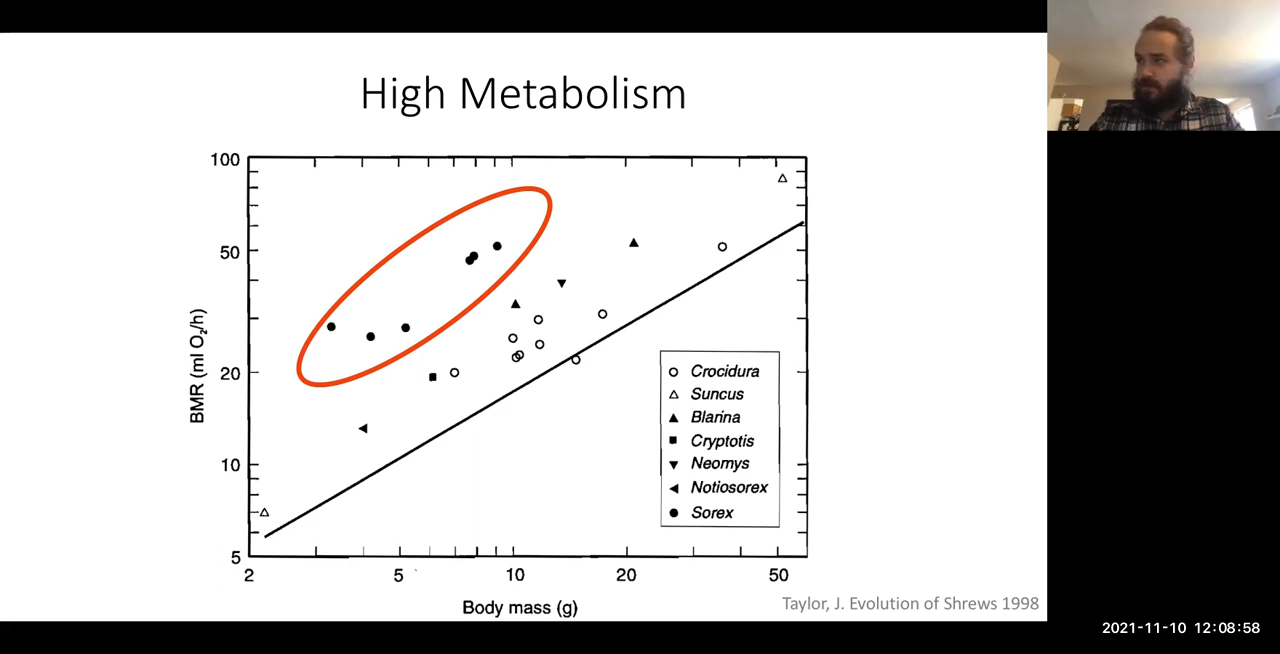 High Metabolism
100
50
20
10
5
BMR (ml O₂/h)
2
5
10
20
50
Body mass (g)
Crocidura
Suncus
Blarina
Cryptotis
Neomys
Notiosorex
Sorex
Taylor, J. Evolution of Shrews 1998
2021-11-10 12:08:58